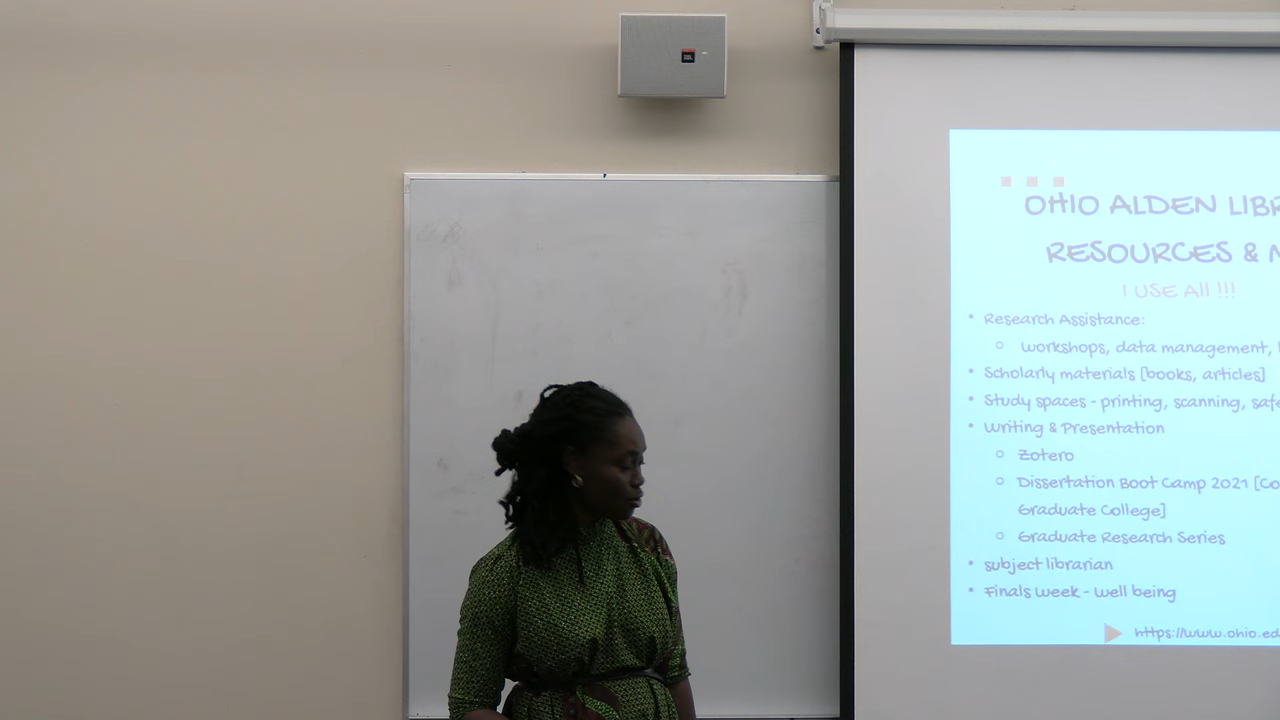 JBL
OHIO ALDEN LIBR
RESOURCES & 
I USE All !!!
• Research Assistance:
○ workshops, data management,
• Scholarly materials [books, articles]
• Study spaces - printing, scanning, safe
• Writing & Presentation
○ Zotero
○ Dissertation Boot Camp 2021 [Co
Graduate College]
○ Graduate Research Series
• subject librarian
• Finals week - well being
https://www.ohio.ed